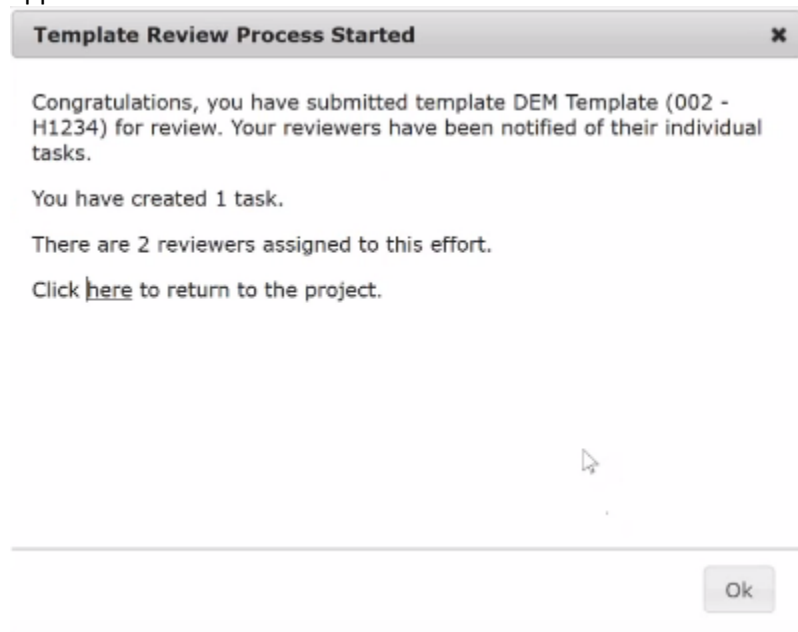 Template Review Process Started
Congratulations, you have submitted template DEM Template (002 -
H1234) for review. Your reviewers have been notified of their individual
tasks.
You have created 1 task.
There are 2 reviewers assigned to this effort.
Click here to return to the project.
Ok